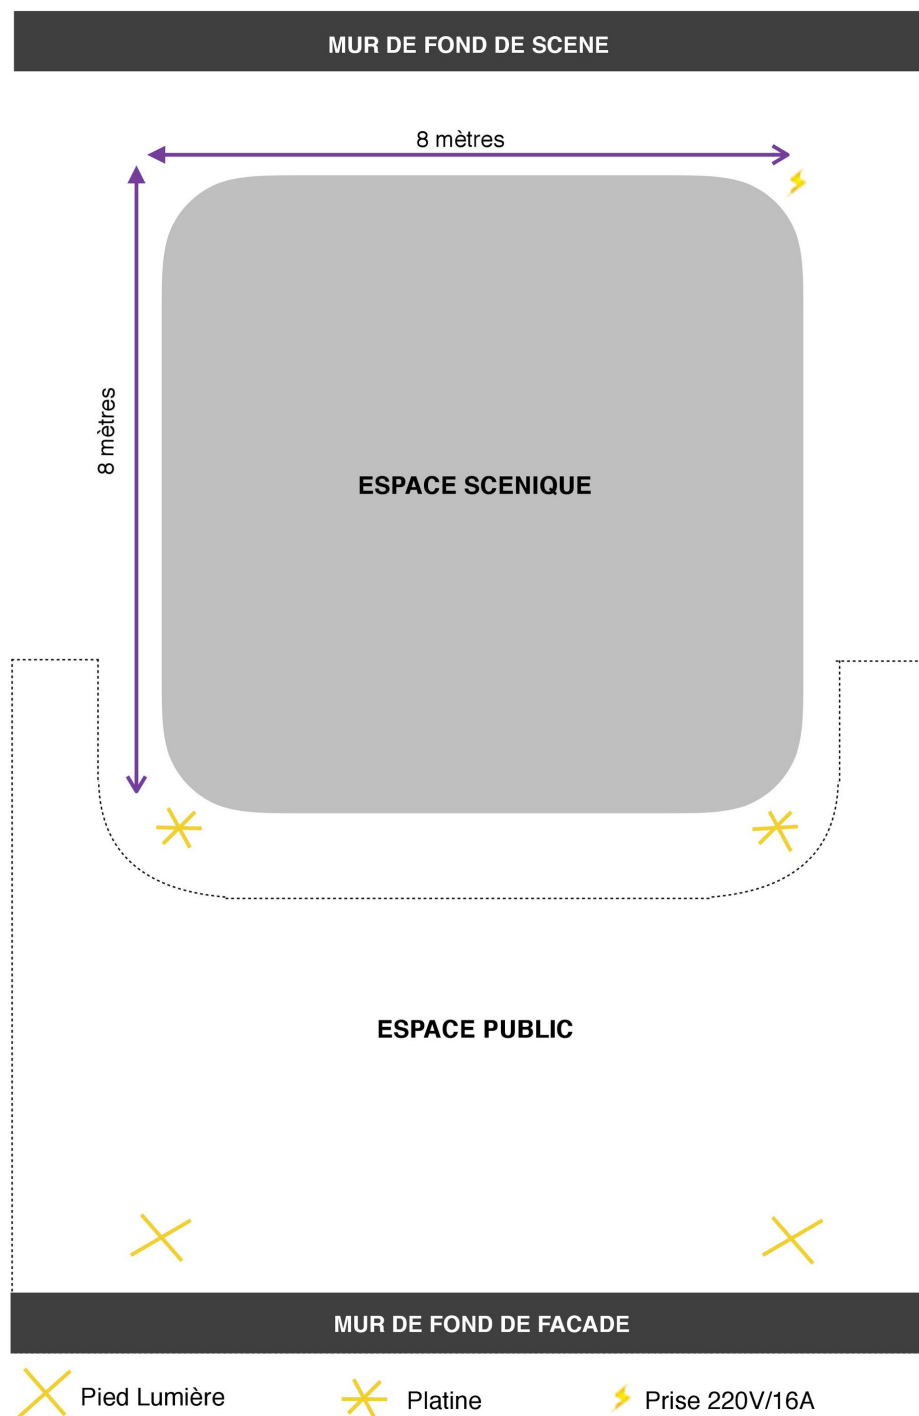 MUR DE FOND DE SCENE
8 mètres
8 mètres
ESPACE SCENIQUE
ESPACE PUBLIC
MUR DE FOND DE FACADE
Pied Lumière
Platine
Prise 220V/16A